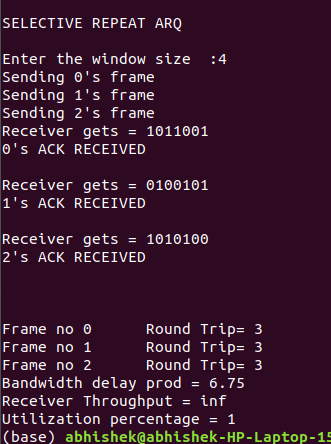 SELECTIVE REPEAT ARQ
Enter the window size  :4
Sending 0's frame
Sending 1's frame
Sending 2's frame
Receiver gets = 1011001
0's ACK RECEIVED
Receiver gets = 0100101
1's ACK RECEIVED
Receiver gets = 1010100
2's ACK RECEIVED
Frame no 0      Round Trip= 3
Frame no 1      Round Trip= 3
Frame no 2      Round Trip= 3
Bandwidth delay prod = 6.75
Receiver Throughput = inf
Utilization percentage = 1
(base) abhishek@abhishek-HP-Laptop-15